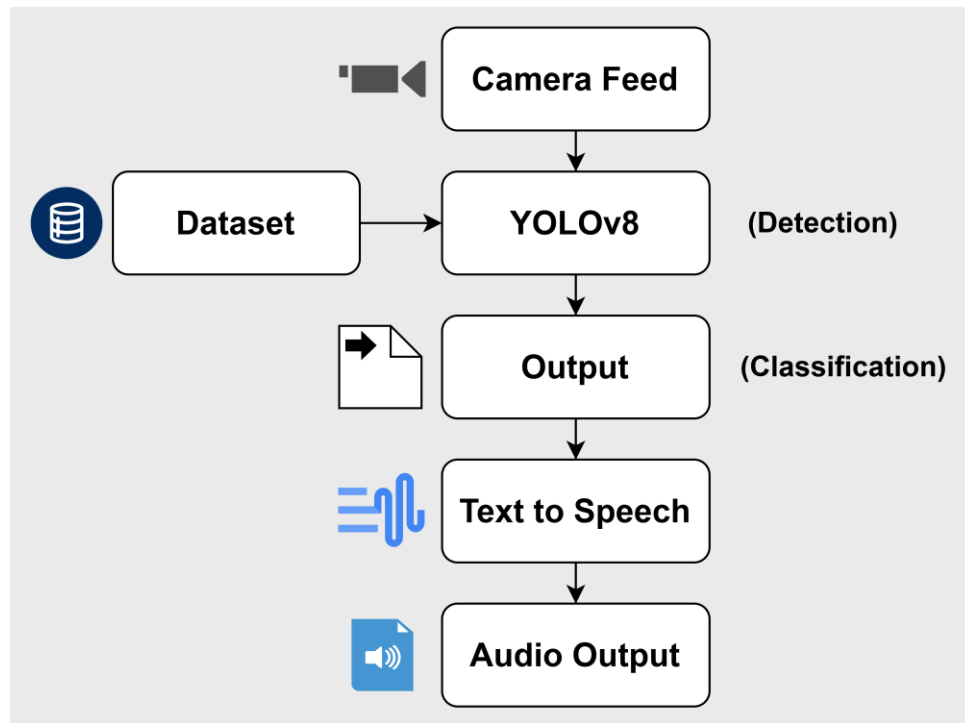 Camera Feed
Dataset
YOLOv8
(Detection)
Output
(Classification)
Text to Speech
Audio Output